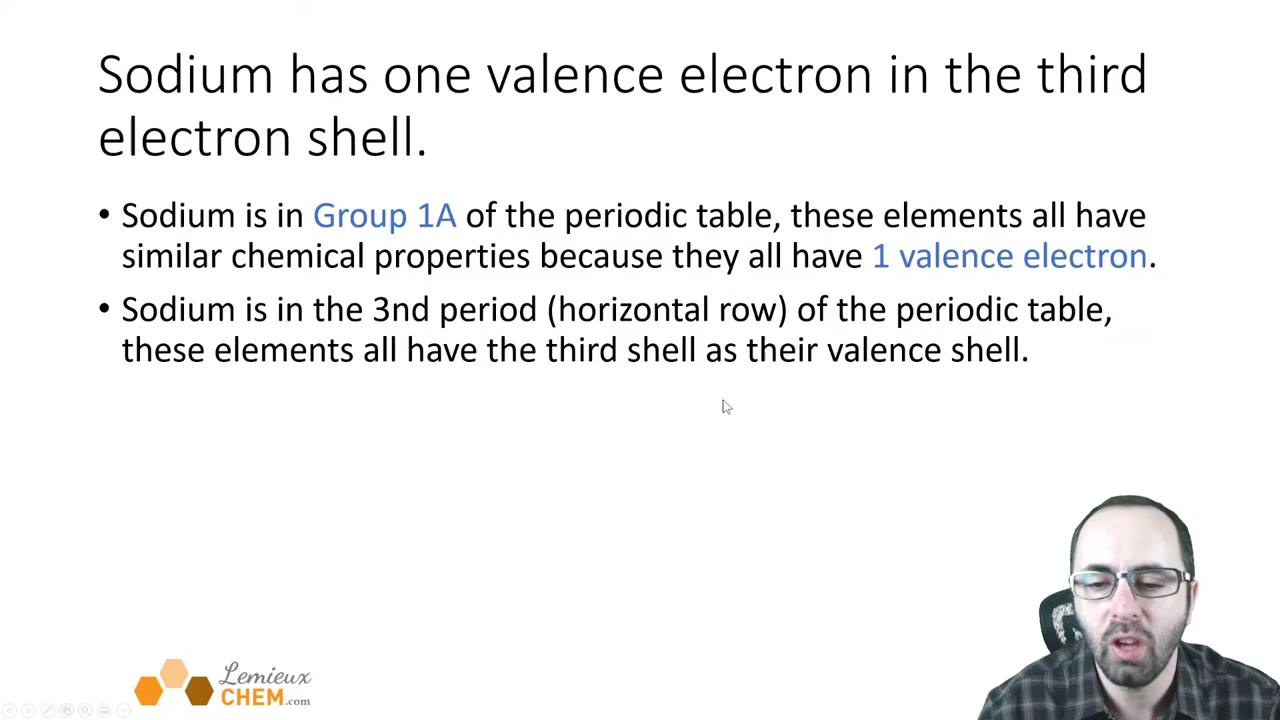 Sodium has one valence electron in the third
electron shell.
• Sodium is in Group 1A of the periodic table, these elements all have
similar chemical properties because they all have 1 valence electron.
• Sodium is in the 3nd period (horizontal row) of the periodic table,
these elements all have the third shell as their valence shell.
Lemieux
CHEM.com